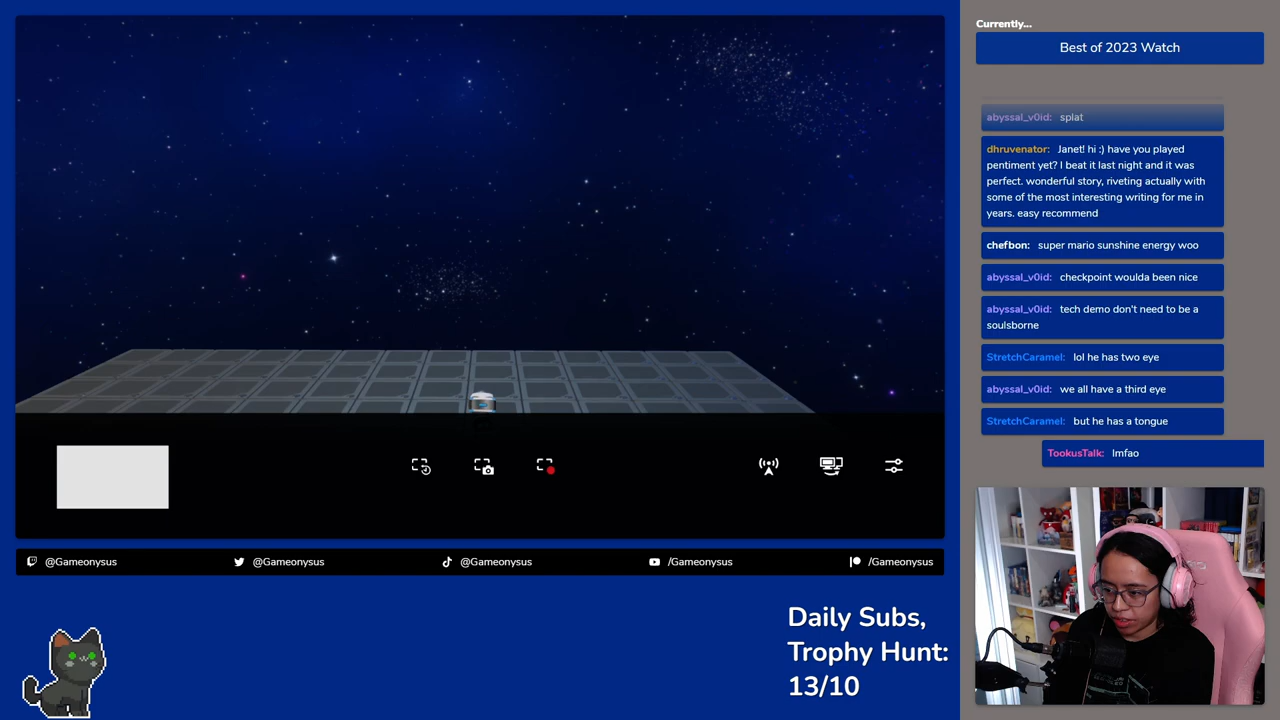 Currently...
Best of 2023 Watch
abyssal_v0id: splat
dhruvenator: Janet! hi :) have you played
pentiment yet? I beat it last night and it was
perfect. wonderful story, riveting actually with
some of the most interesting writing for me in
years. easy recommend
chefbon: super mario sunshine energy woo
abyssal_v0id: checkpoint woulda been nice
abyssal_v0id: tech demo don't need to be a
soulsborne
StretchCaramel: lol he has two eye
abyssal_v0id: we all have a third eye
StretchCaramel: but he has a tongue
TookusTalk: lmfao
@Gameonysus @Gameonysus @Gameonysus /Gameonysus /Gameonysus
Daily Subs,
Trophy Hunt:
13/10